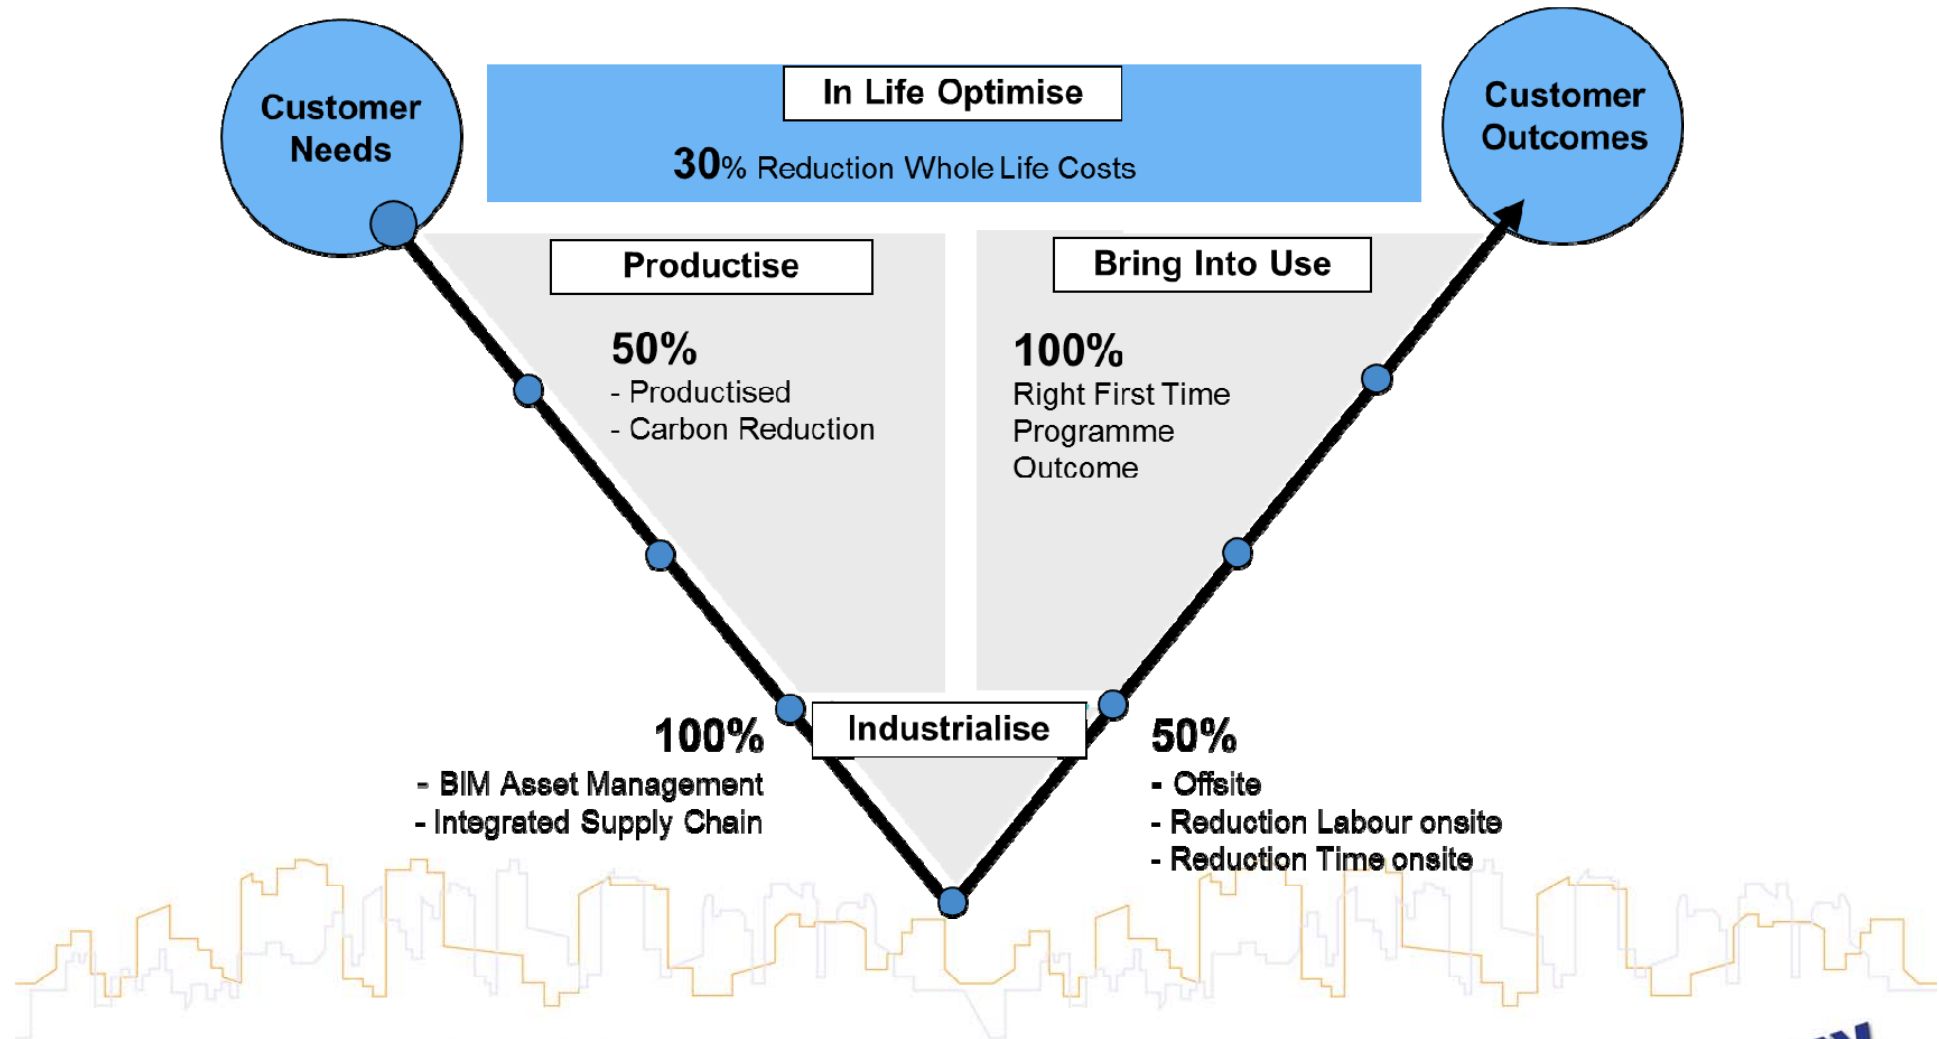 Customer
Needs
In Life Optimise
30% Reduction Whole Life Costs
Customer
Outcomes
Productise
50%
- Productised
- Carbon Reduction
Bring Into Use
100%
Right First Time
Programme
Outcome
Industrialise
100%
- BIM Asset Management
- Integrated Supply Chain
50%
- Offsite
- Reduction Labour onsite
- Reduction Time onsite